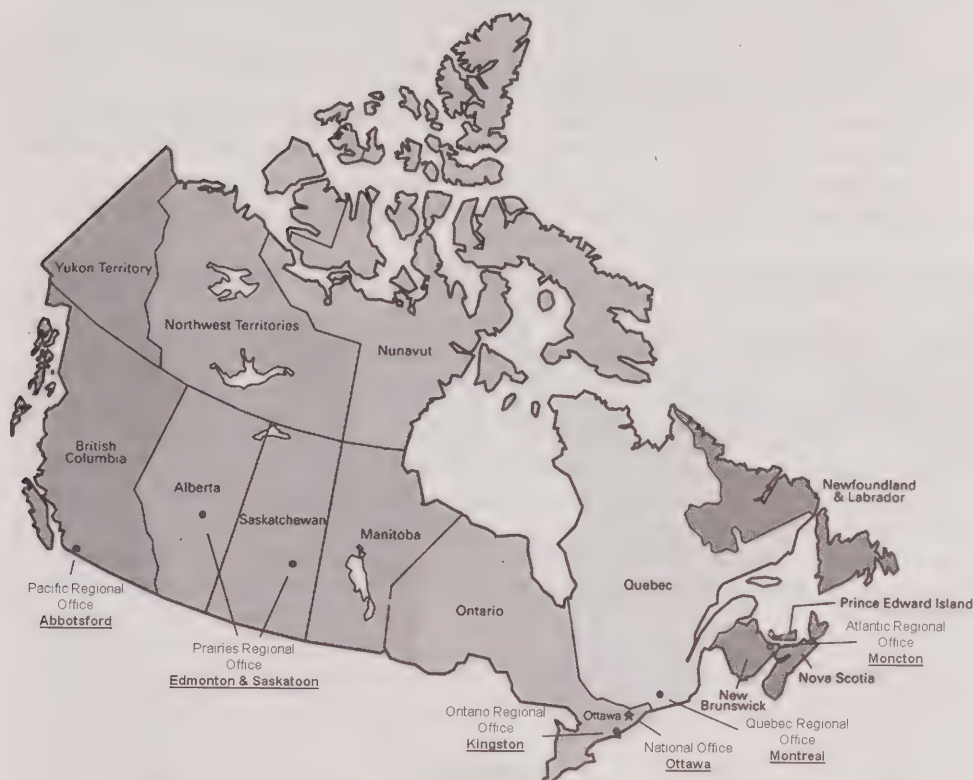 Yukon Territory
Northwest Territories
Nunavut
British
Columbia
Alberta
Saskatchewan
Manitoba
Newfoundland
& Labrador
Quebec
Ontario
Pacific Regional
Office
Abbotsford
Prairies Regional
Office
Edmonton & Saskatoon
Prince Edward Island
Atlantic Regional
Office
Moncton
Nova Scotia
New
Brunswick
Ontario Regional
Office
Kingston
Ottawa
National Office
Ottawa
Quebec Regional
Office
Montreal